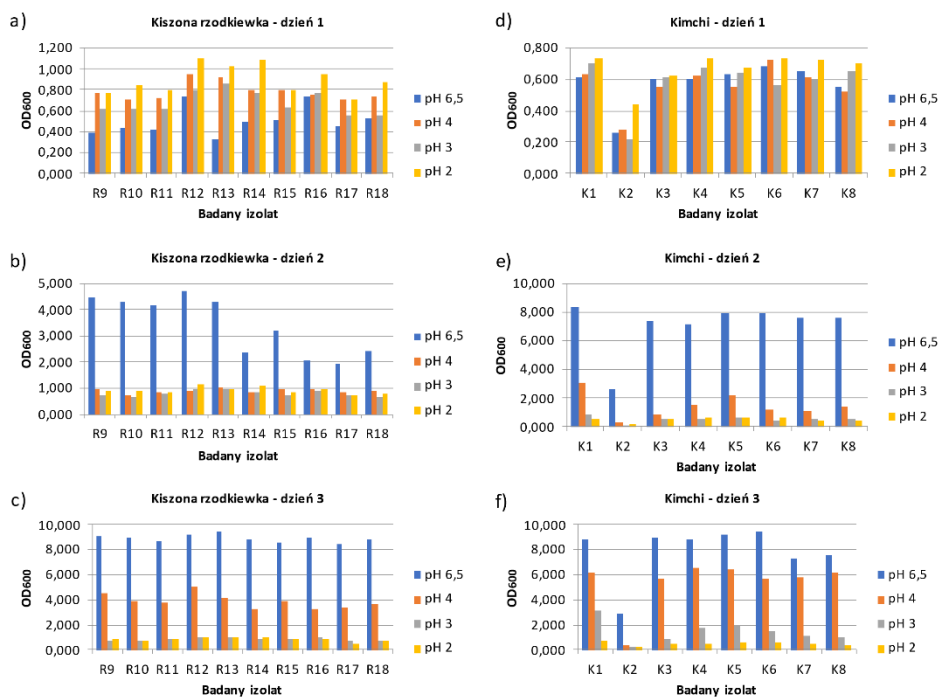 a)
Kiszona rzodkiewka - dzień 1
OD600
1,200
1,000
0,800
0,600
0,400
0,200
0,000
R9 R10 R11 R12 R13 R14 R15 R16 R17 R18
Badany izolat
pH 6,5
pH 4
pH 3
pH 2
d)
Kimchi - dzień 1
OD600
0,800
0,600
0,400
0,200
0,000
K1 K2 K3 K4 K5 K6 K7 K8
Badany izolat
pH 6,5
pH 4
pH 3
pH 2
b)
Kiszona rzodkiewka - dzień 2
OD600
5,000
4,000
3,000
2,000
1,000
0,000
R9 R10 R11 R12 R13 R14 R15 R16 R17 R18
Badany izolat
pH 6,5
pH 4
pH 3
pH 2
e)
Kimchi - dzień 2
OD600
10,000
8,000
6,000
4,000
2,000
0,000
K1 K2 K3 K4 K5 K6 K7 K8
Badany izolat
pH 6,5
pH 4
pH 3
pH 2
c)
Kiszona rzodkiewka - dzień 3
OD600
10,000
8,000
6,000
4,000
2,000
0,000
R9 R10 R11 R12 R13 R14 R15 R16 R17 R18
Badany izolat
pH 6,5
pH 4
pH 3
pH 2
f)
Kimchi - dzień 3
OD600
10,000
8,000
6,000
4,000
2,000
0,000
K1 K2 K3 K4 K5 K6 K7 K8
Badany izolat
pH 6,5
pH 4
pH 3
pH 2